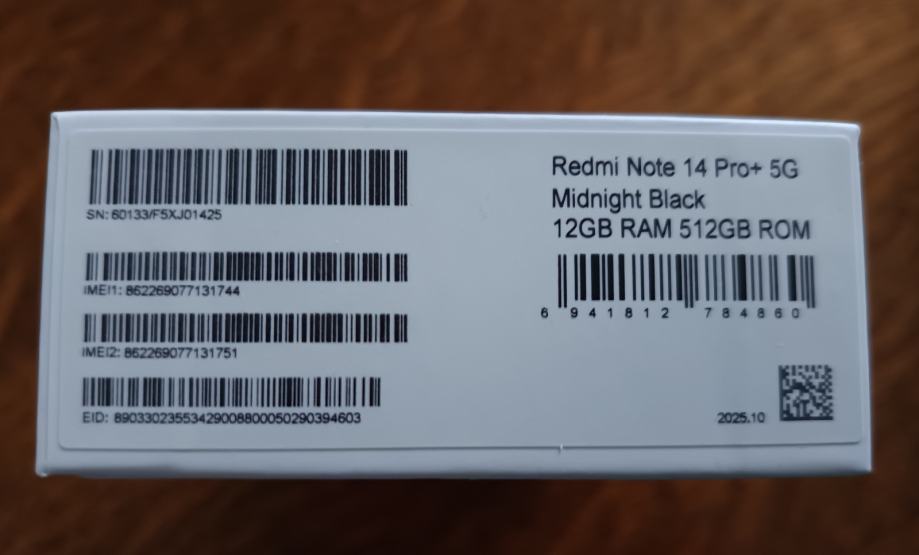 SN: 60133/F5XJ01425
IMEI1: 862269077131744
IMEI2: 862269077131751
EID: 89033023553429008800050290394603
Redmi Note 14 Pro+ 5G
Midnight Black
12GB RAM 512GB ROM
6 941812 784860
2025.10